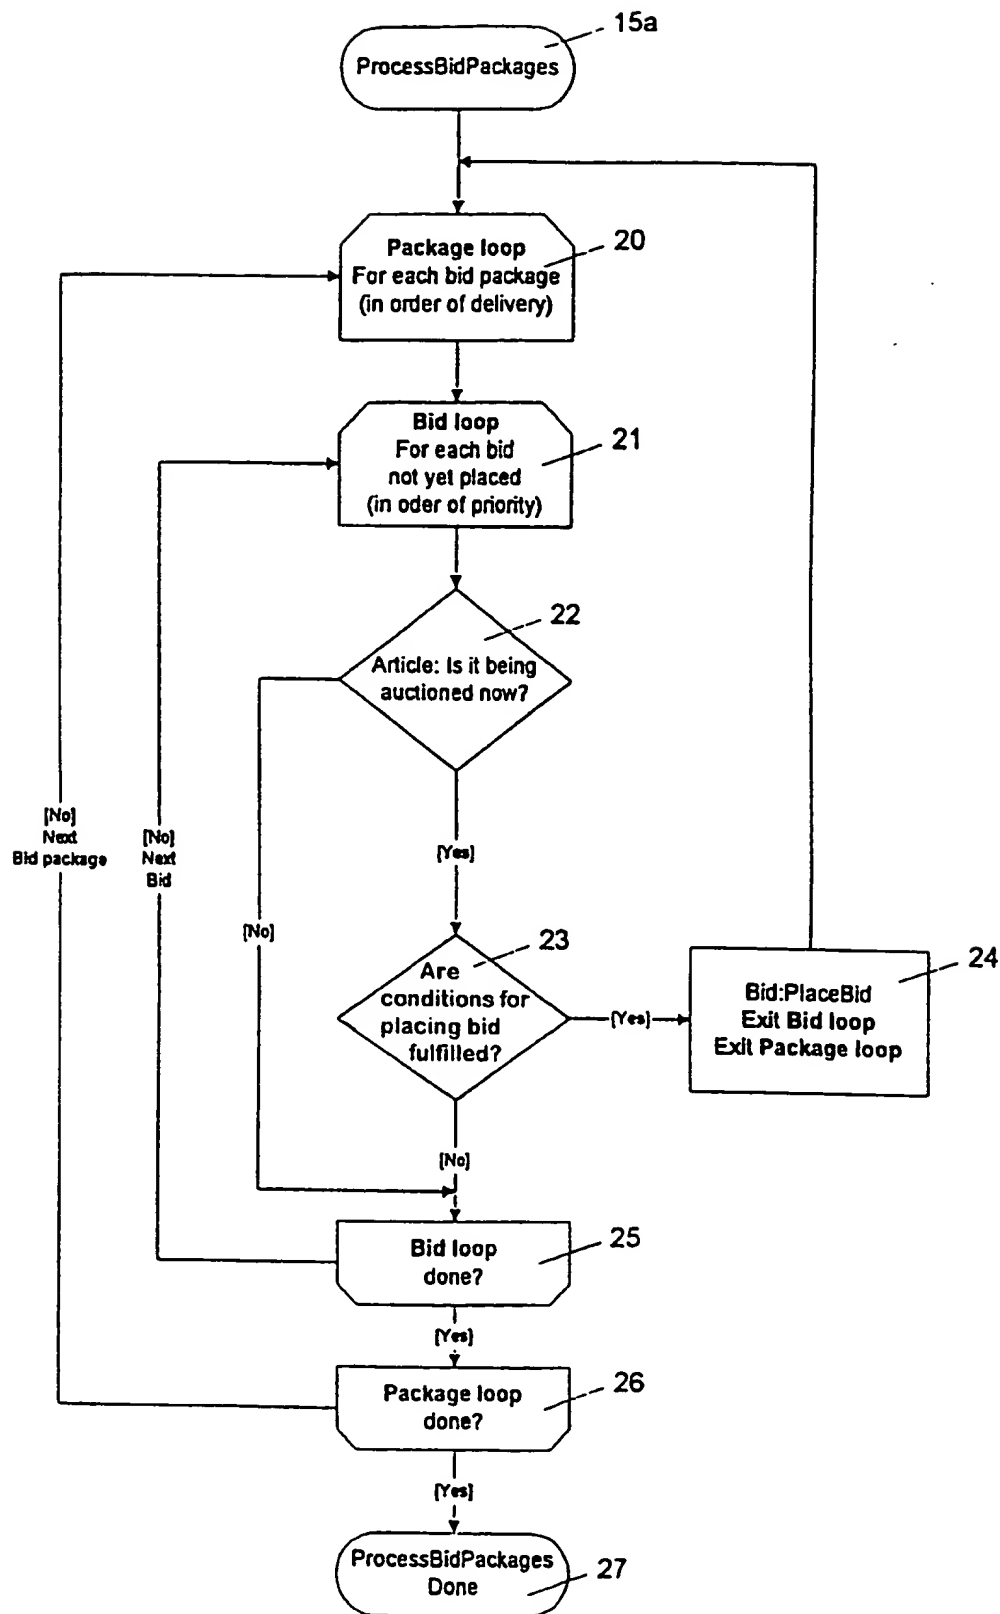 15a
ProcessBidPackages
Package loop
For each bid package
(in order of delivery)
20
Bid loop
For each bid
not yet placed
(in oder of priority)
21
22
Article: Is it being
auctioned now?
[No]
Next
Bid package
[No]
Next
Bid
[Yes]
[No]
23
Are
conditions for
placing bid
fulfilled?
[Yes]
24
Bid:PlaceBid
Exit Bid loop
Exit Package loop
[No]
Bid loop
done?
25
[Yes]
Package loop
done?
26
[Yes]
ProcessBidPackages
Done
27